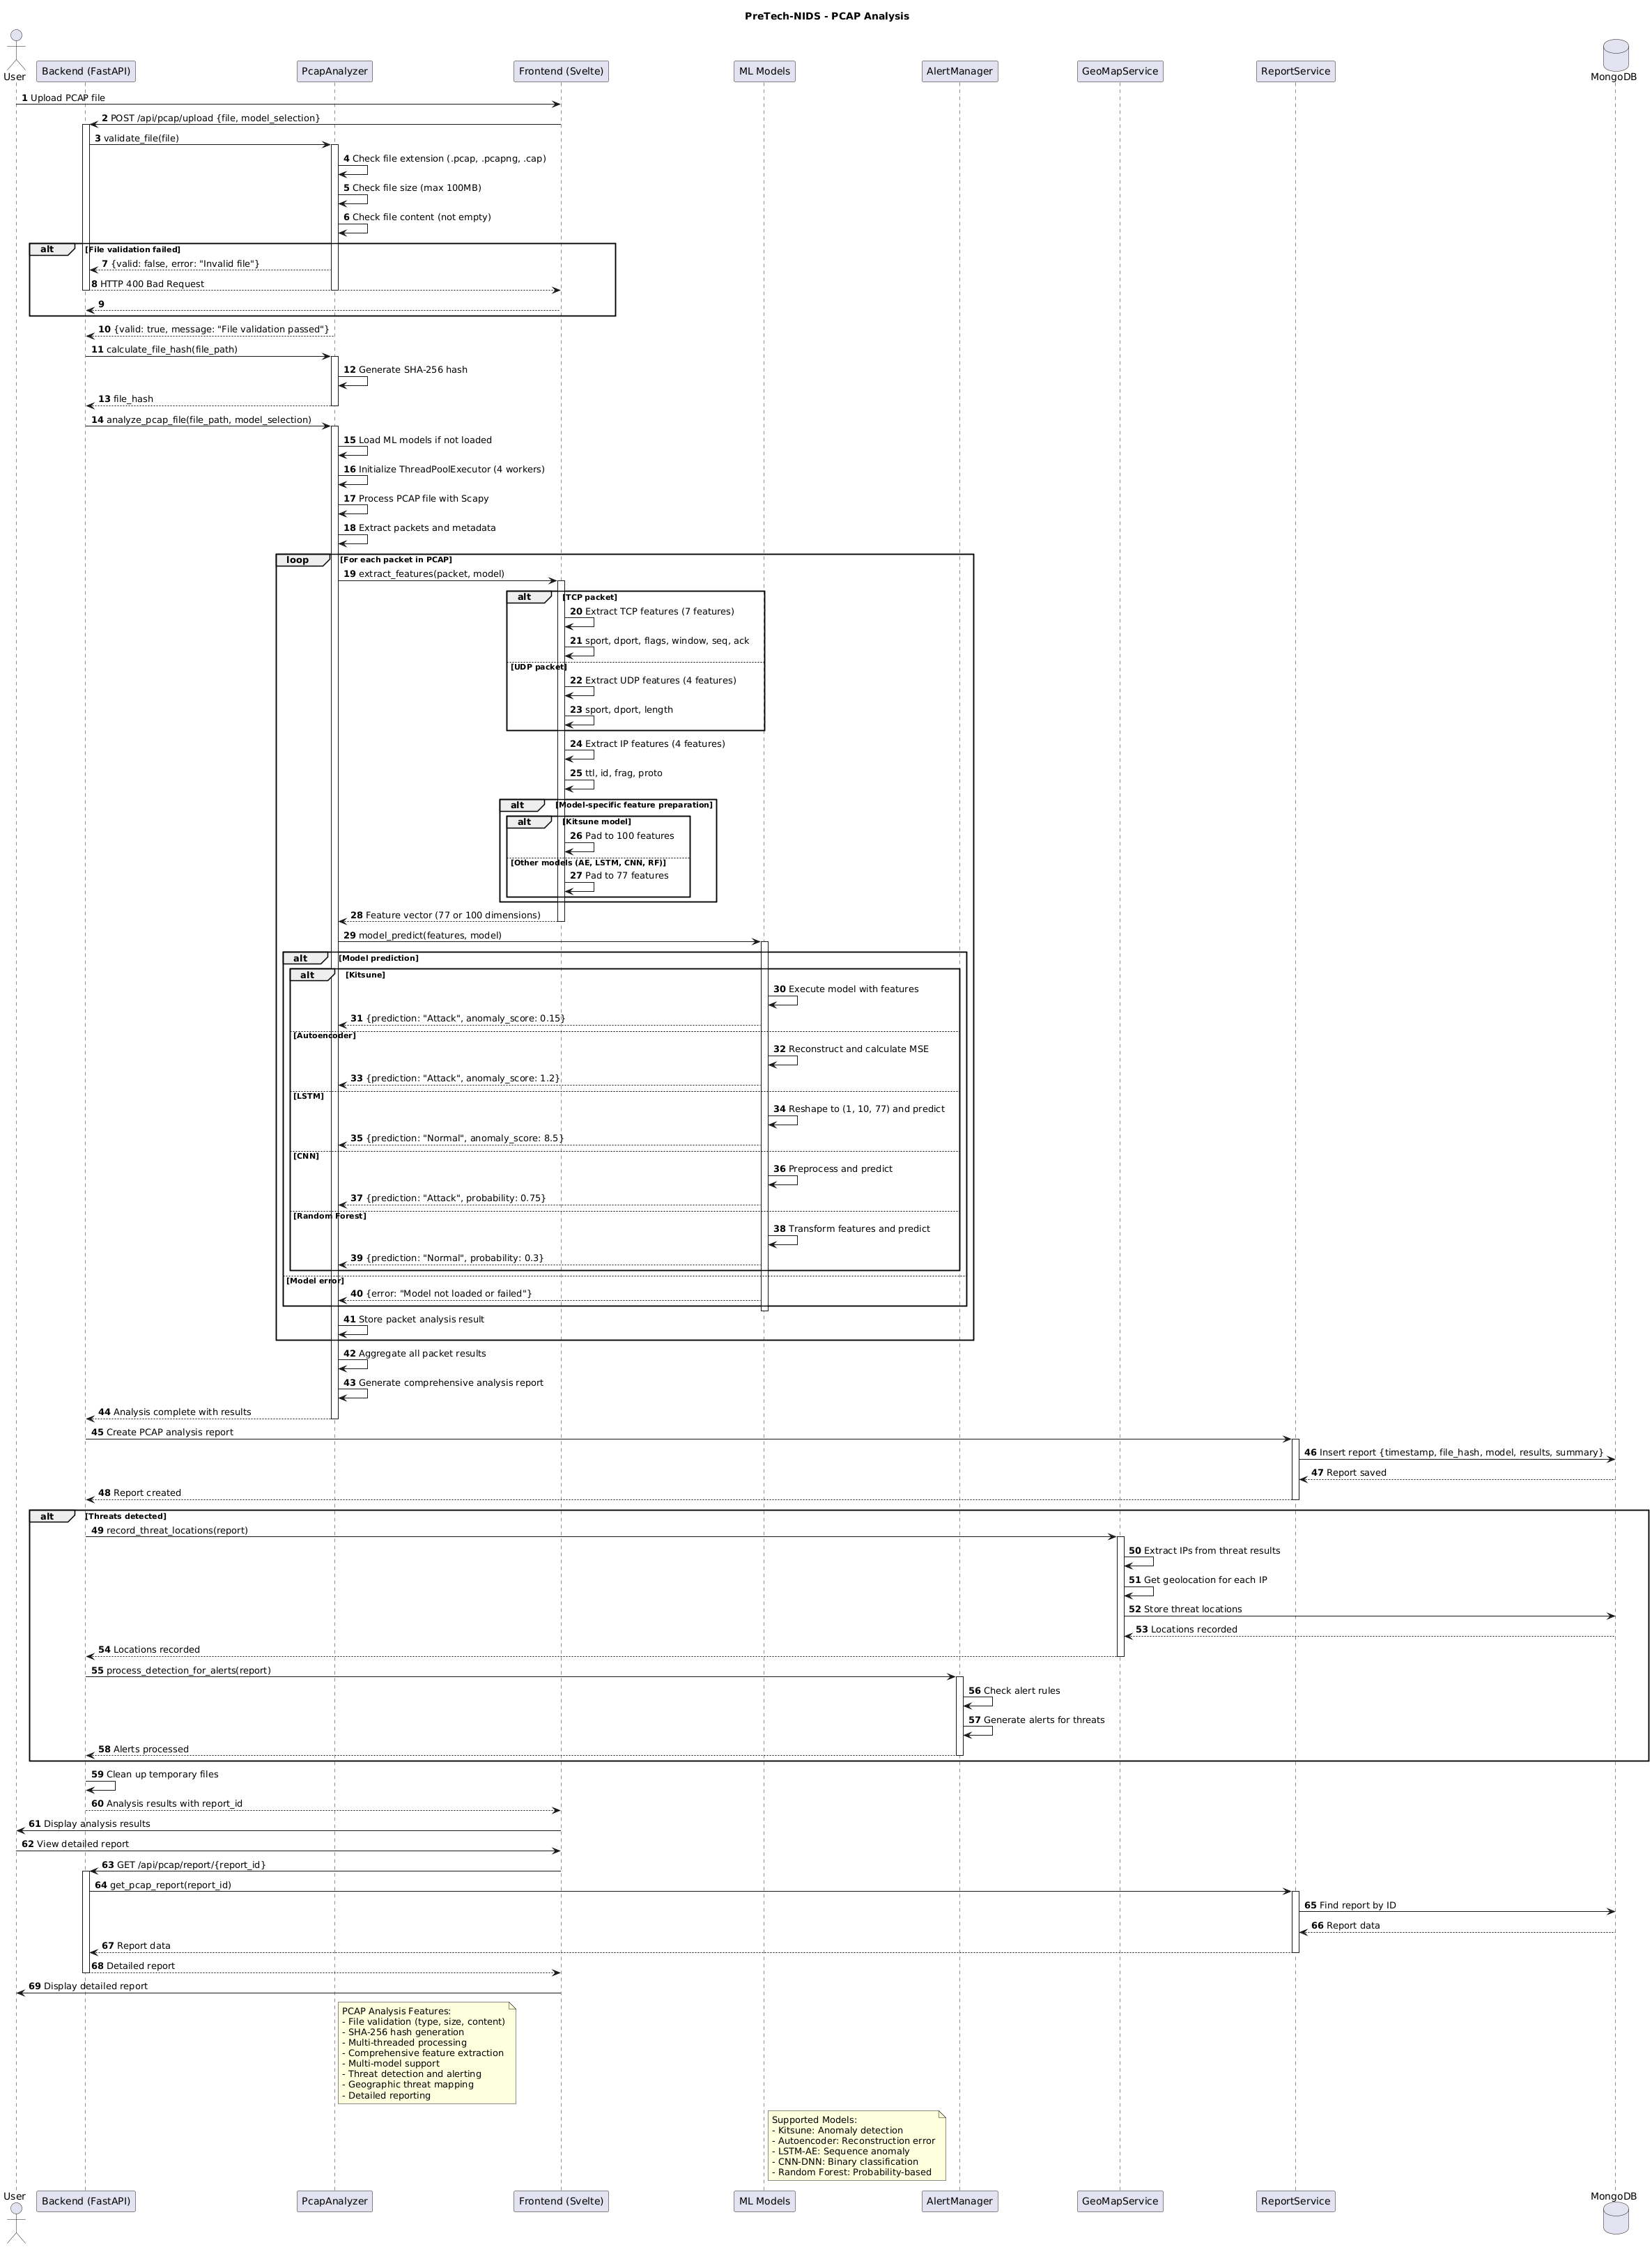 PreTech-NIDS - PCAP Analysis
User
Backend (FastAPI)
PcapAnalyzer
Frontend (Svelte)
ML Models
AlertManager
GeoMapService
ReportService
MongoDB
1 Upload PCAP file
2 POST /api/pcap/upload {file, model_selection}
3 validate_file(file)
4 Check file extension (.pcap, .pcapng, .cap)
5 Check file size (max 100MB)
6 Check file content (not empty)
alt [File validation failed]
7 {valid: false, error: "Invalid file"}
8 HTTP 400 Bad Request
9
10 {valid: true, message: "File validation passed"}
11 calculate_file_hash(file_path)
12 Generate SHA-256 hash
13 file_hash
14 analyze_pcap_file(file_path, model_selection)
15 Load ML models if not loaded
16 Initialize ThreadPoolExecutor (4 workers)
17 Process PCAP file with Scapy
18 Extract packets and metadata
loop [For each packet in PCAP]
19 extract_features(packet, model)
alt [TCP packet]
20 Extract TCP features (7 features)
21 sport, dport, flags, window, seq, ack
[UDP packet]
22 Extract UDP features (4 features)
23 sport, dport, length
24 Extract IP features (4 features)
25 ttl, id, frag, proto
alt [Model-specific feature preparation]
alt [Kitsune model]
26 Pad to 100 features
[Other models (AE, LSTM, CNN, RF)]
27 Pad to 77 features
28 Feature vector (77 or 100 dimensions)
29 model_predict(features, model)
alt [Model prediction]
alt [Kitsune]
30 Execute model with features
31 {prediction: "Attack", anomaly_score: 0.15}
[Autoencoder]
32 Reconstruct and calculate MSE
33 {prediction: "Attack", anomaly_score: 1.2}
[LSTM]
34 Reshape to (1, 10, 77) and predict
35 {prediction: "Normal", anomaly_score: 8.5}
[CNN]
36 Preprocess and predict
37 {prediction: "Attack", probability: 0.75}
[Random Forest]
38 Transform features and predict
39 {prediction: "Normal", probability: 0.3}
[Model error]
40 {error: "Model not loaded or failed"}
41 Store packet analysis result
42 Aggregate all packet results
43 Generate comprehensive analysis report
44 Analysis complete with results
45 Create PCAP analysis report
46 Insert report {timestamp, file_hash, model, results, summary}
47 Report saved
48 Report created
alt [Threats detected]
49 record_threat_locations(report)
50 Extract IPs from threat results
51 Get geolocation for each IP
52 Store threat locations
53 Locations recorded
54 Locations recorded
55 process_detection_for_alerts(report)
56 Check alert rules
57 Generate alerts for threats
58 Alerts processed
59 Clean up temporary files
60 Analysis results with report_id
61 Display analysis results
62 View detailed report
63 GET /api/pcap/report/{report_id}
64 get_pcap_report(report_id)
65 Find report by ID
66 Report data
67 Report data
68 Detailed report
69 Display detailed report
PCAP Analysis Features:
- File validation (type, size, content)
- SHA-256 hash generation
- Multi-threaded processing
- Comprehensive feature extraction
- Multi-model support
- Threat detection and alerting
- Geographic threat mapping
- Detailed reporting
Supported Models:
- Kitsune: Anomaly detection
- Autoencoder: Reconstruction error
- LSTM-AE: Sequence anomaly
- CNN-DNN: Binary classification
- Random Forest: Probability-based
User
Backend (FastAPI)
PcapAnalyzer
Frontend (Svelte)
ML Models
AlertManager
GeoMapService
ReportService
MongoDB